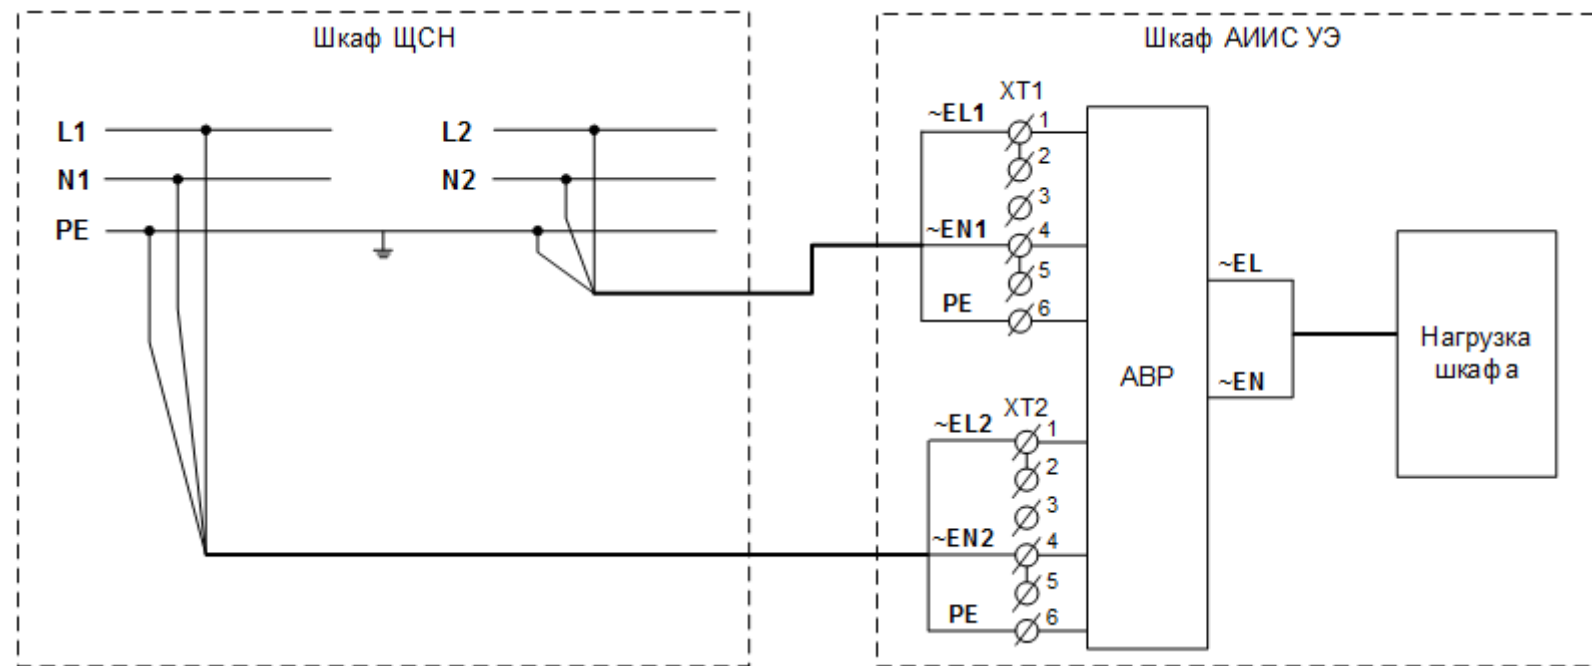 Шкаф ЩСН
L1
L2
N1
N2
PE
Шкаф АИИС УЭ
XT1
~EL1
1
2
3
~EN1
4
5
PE
6
XT2
~EL2
1
2
3
~EN2
4
5
PE
6
АВР
~EL
~EN
Нагрузка
шкафа